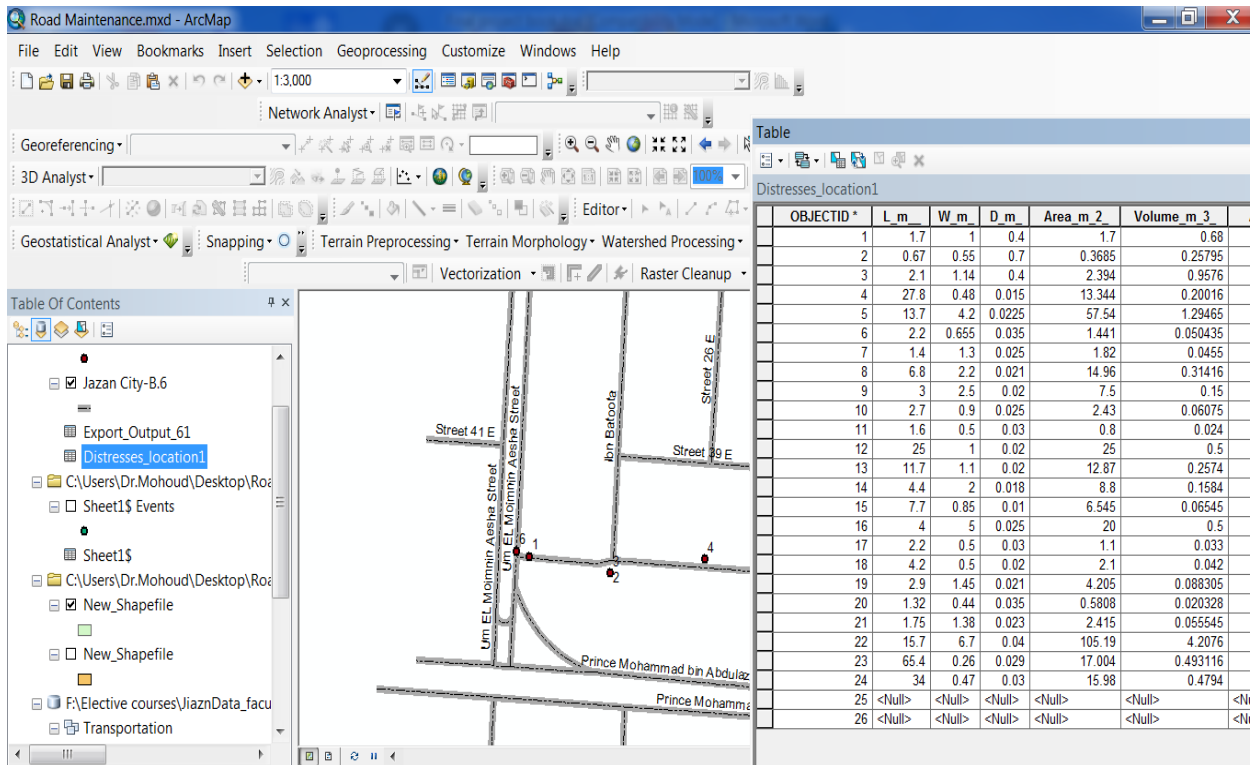 Road Maintenance.mxd - ArcMap
File Edit View Bookmarks Insert Selection Geoprocessing Customize Windows Help
1:3,000
Network Analyst
Georeferencing
3D Analyst
100%
Editor
Geostatistical Analyst Snapping Terrain Preprocessing Terrain Morphology Watershed Processing
Vectorization Raster Cleanup
Table Of Contents
Jazan City-B.6
Export_Output_61
Distresses_location1
C:\Users\Dr.Mohoud\Desktop\Roa
Sheet1$ Events
Sheet1$
C:\Users\Dr.Mohoud\Desktop\Roa
New_Shapefile
New_Shapefile
F:\Elective courses\JiaznData_facu
Transportation
Street 41 E
Um EL Moimnin Aesha Street
Um EL Moimnin Aesha Street
Ibn Batoota
Street 26 E
Street 39 E
6
1
3
2
4
Prince Mohammad bin Abdulaz
Prince Mohamma
Table
Distresses_location1
OBJECTID * L_m__ W_m_ D_m_ Area_m_2_ Volume_m_3_
1 1.7 1 0.4 1.7 0.68
2 0.67 0.55 0.7 0.3685 0.25795
3 2.1 1.14 0.4 2.394 0.9576
4 27.8 0.48 0.015 13.344 0.20016
5 13.7 4.2 0.0225 57.54 1.29465
6 2.2 0.655 0.035 1.441 0.050435
7 1.4 1.3 0.025 1.82 0.0455
8 6.8 2.2 0.021 14.96 0.31416
9 3 2.5 0.02 7.5 0.15
10 2.7 0.9 0.025 2.43 0.06075
11 1.6 0.5 0.03 0.8 0.024
12 25 1 0.02 25 0.5
13 11.7 1.1 0.02 12.87 0.2574
14 4.4 2 0.018 8.8 0.1584
15 7.7 0.85 0.01 6.545 0.06545
16 4 5 0.025 20 0.5
17 2.2 0.5 0.03 1.1 0.033
18 4.2 0.5 0.02 2.1 0.042
19 2.9 1.45 0.021 4.205 0.088305
20 1.32 0.44 0.035 0.5808 0.020328
21 1.75 1.38 0.023 2.415 0.055545
22 15.7 6.7 0.04 105.19 4.2076
23 65.4 0.26 0.029 17.004 0.493116
24 34 0.47 0.03 15.98 0.4794
25 <Null> <Null> <Null> <Null> <Null> <Nu
26 <Null> <Null> <Null> <Null> <Null> <Nu